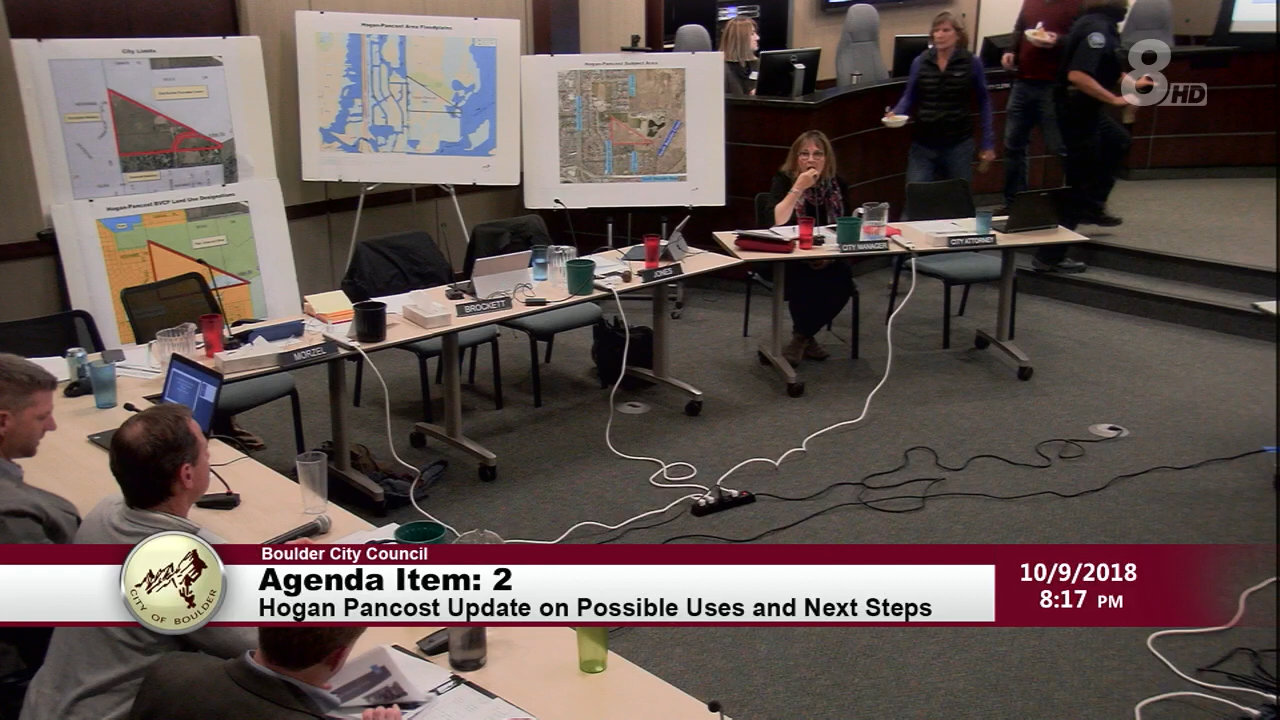 City Limits
Hogan-Pancost Area Floodplains
Hogan-Pancost Subject Area
Hogan-Pancost BVCP Land Use Designations
8
HD
CITY MANAGER
CITY ATTORNEY
JONES
BROCKETT
MORZEL
Boulder City Council
Agenda Item: 2
Hogan Pancost Update on Possible Uses and Next Steps
10/9/2018
8:17 PM
CITY OF BOULDER